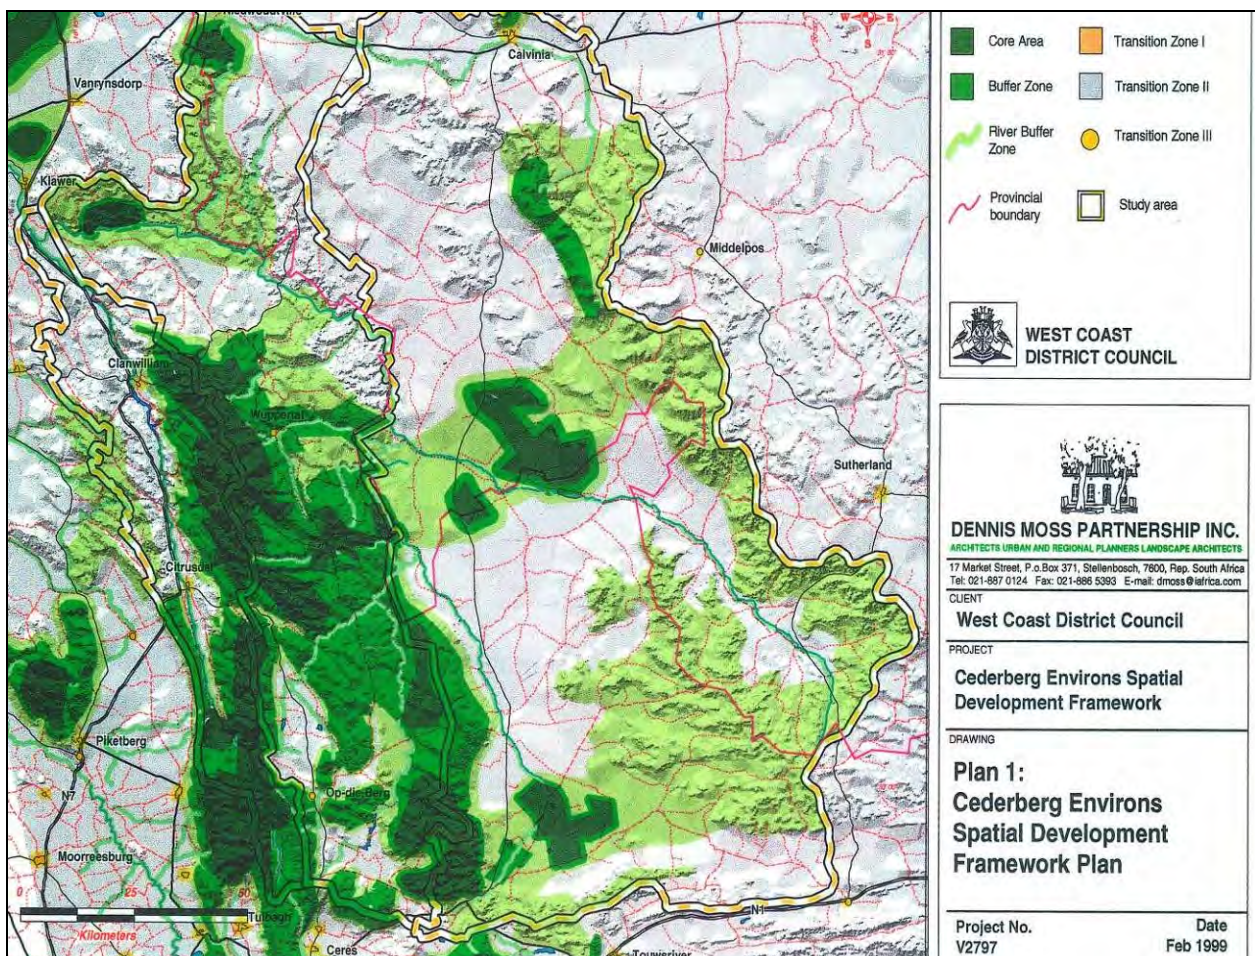 Calvinia
Vanrynsdorp
Klawer
Middelpos
Clanwilliam
Wuppertal
Sutherland
Citrusdal
Piketberg
N7
Op-die-Berg
Moorreesburg
0 25 50
Kilometers
Tulbagh
Ceres
N1
Touwsriver
W E
S
Core Area
Transition Zone I
Buffer Zone
Transition Zone II
River Buffer
Zone
Transition Zone III
Provincial
boundary
Study area
WEST COAST
DISTRICT COUNCIL
DENNIS MOSS PARTNERSHIP INC.
ARCHITECTS URBAN AND REGIONAL PLANNERS LANDSCAPE ARCHITECTS
17 Market Street, P.o.Box 371, Stellenbosch, 7600, Rep. South Africa
Tel: 021-887 0124 Fax: 021-886 5393 E-mail: dmoss@iafrica.com
CLIENT
West Coast District Council
PROJECT
Cederberg Environs Spatial
Development Framework
DRAWING
Plan 1:
Cederberg Environs
Spatial Development
Framework Plan
Project No.
V2797
Date
Feb 1999